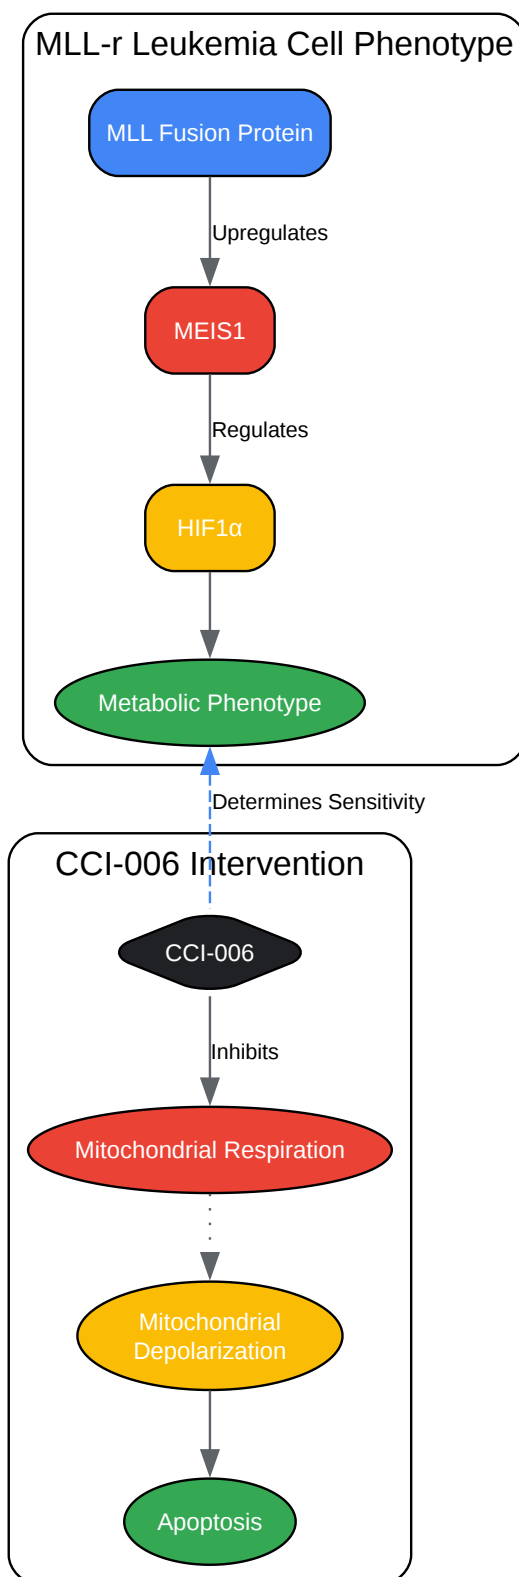 MLL-r Leukemia Cell Phenotype
MLL Fusion Protein
Upregulates
MEIS1
Regulates
HIF1α
Metabolic Phenotype
Determines Sensitivity
CCI-006 Intervention
CCI-006
Inhibits
Mitochondrial Respiration
Mitochondrial
Depolarization
Apoptosis